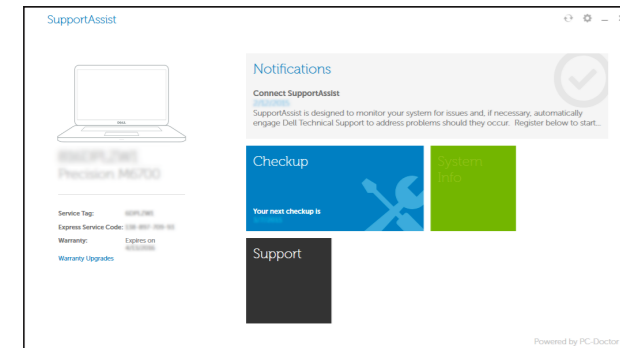 SupportAssist
Notifications
Connect SupportAssist
SupportAssist is designed to monitor your system for issues and, if necessary, automatically
engage Dell Technical Support to address problems should they occur. Register below to start...
DELL
Precision M6700
Checkup
System
Info
Your next checkup is
Service Tag:
Express Service Code:
Warranty: Expires on
Warranty Upgrades
Support
Powered by PC-Doctor